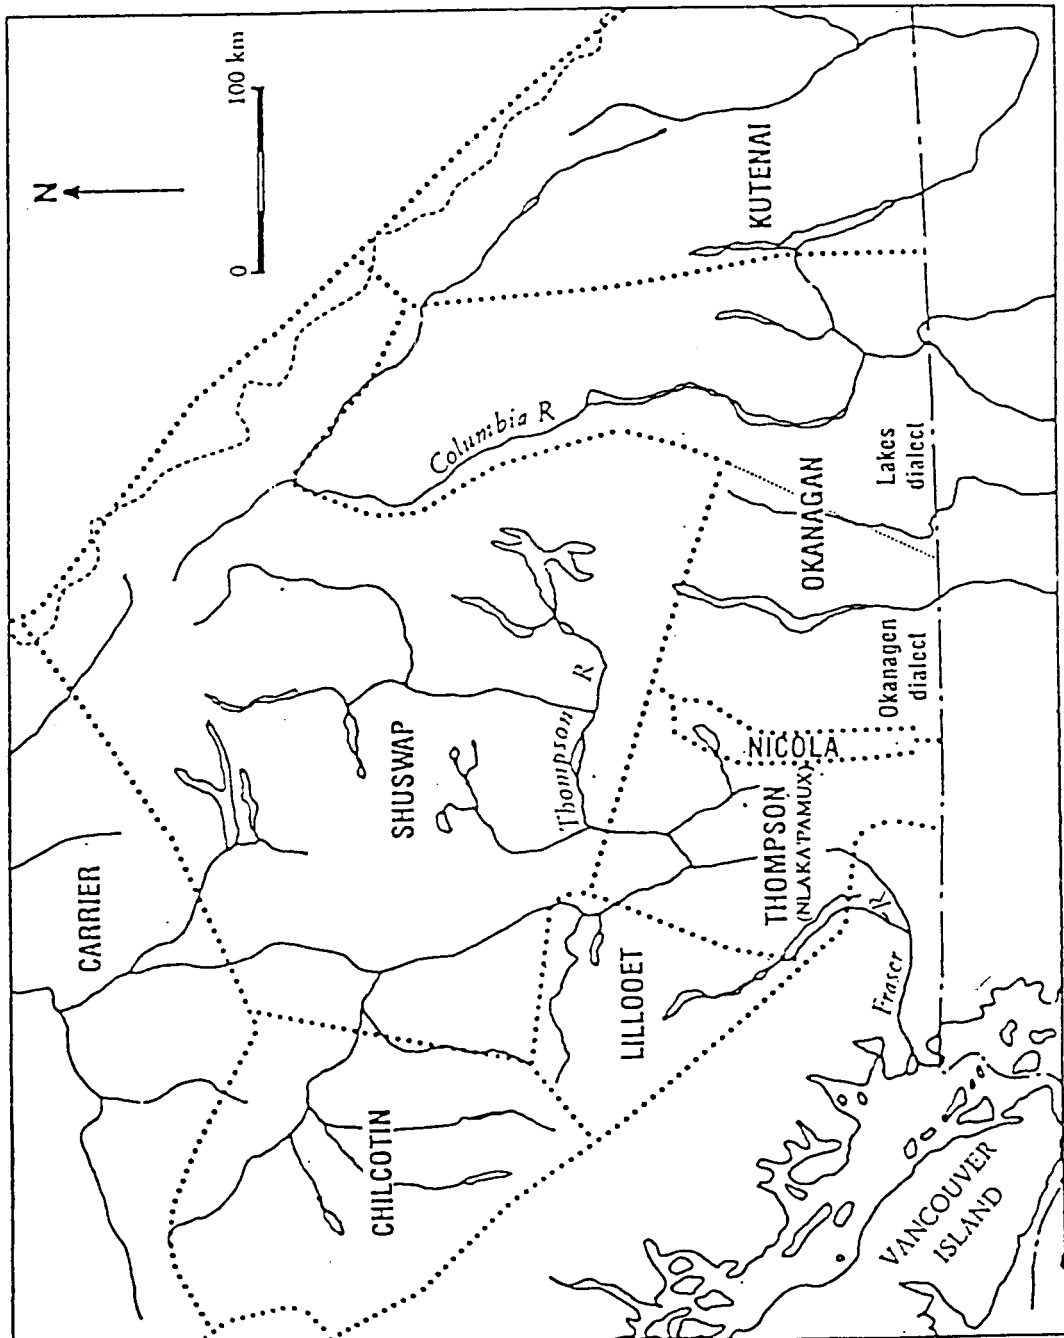 N
0 100 km
CARRIER
CHILCOTIN
SHUSWAP
Columbia R
KUTENAI
Thompson R
LILLOOET
THOMPSON
(NLAKA'PAMUX)
NICOLA
OKANAGAN
Okanagen
dialect
Lakes
dialect
Fraser R
VANCOUVER
ISLAND